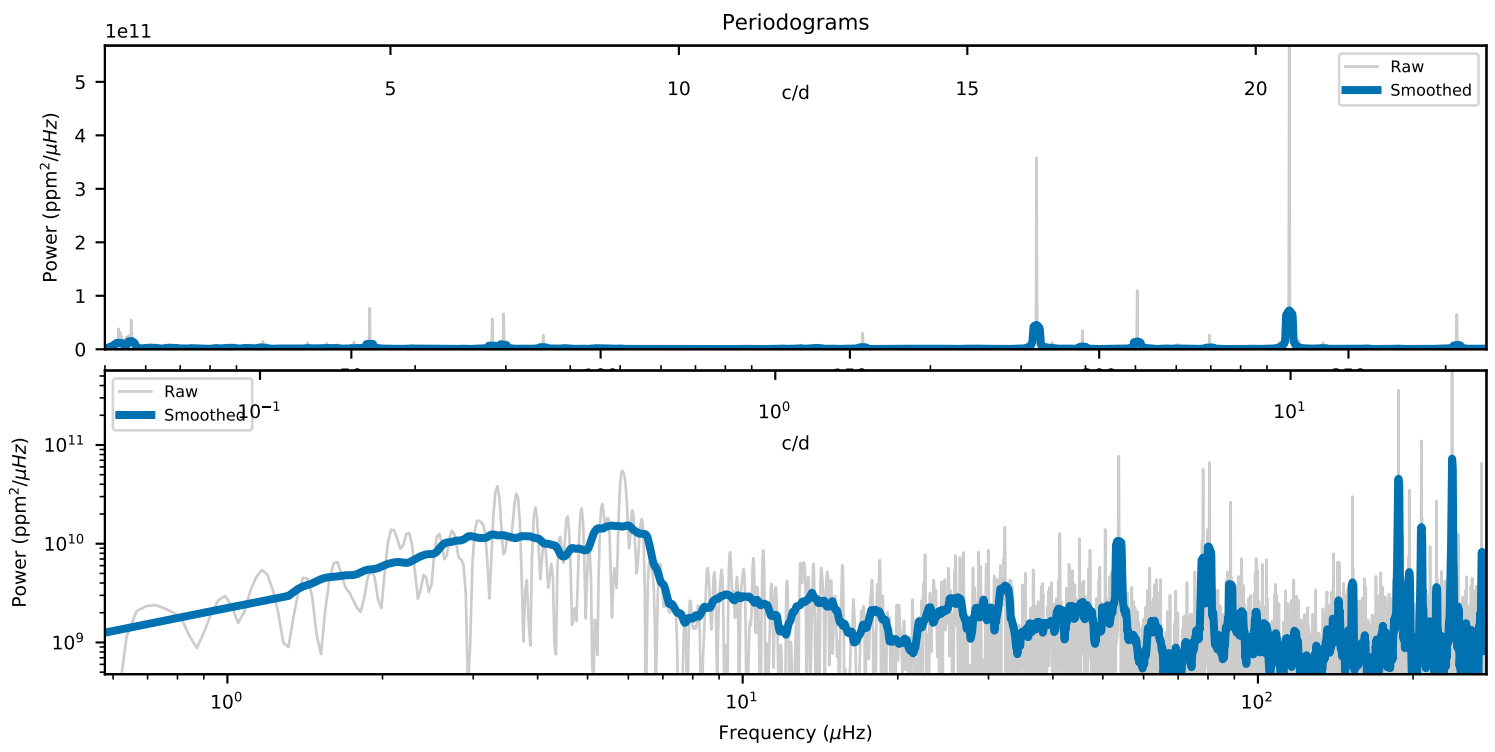 Periodograms
1e11
5 10 15 20
c/d
Raw
Smoothed
Power (ppm²/μHz)
5
4
3
2
1
0
Raw
Smoothed
10⁻¹ 10⁰ 10¹
c/d
Power (ppm²/μHz)
10¹¹
10¹⁰
10⁹
10⁰ 10¹ 10²
Frequency (μHz)